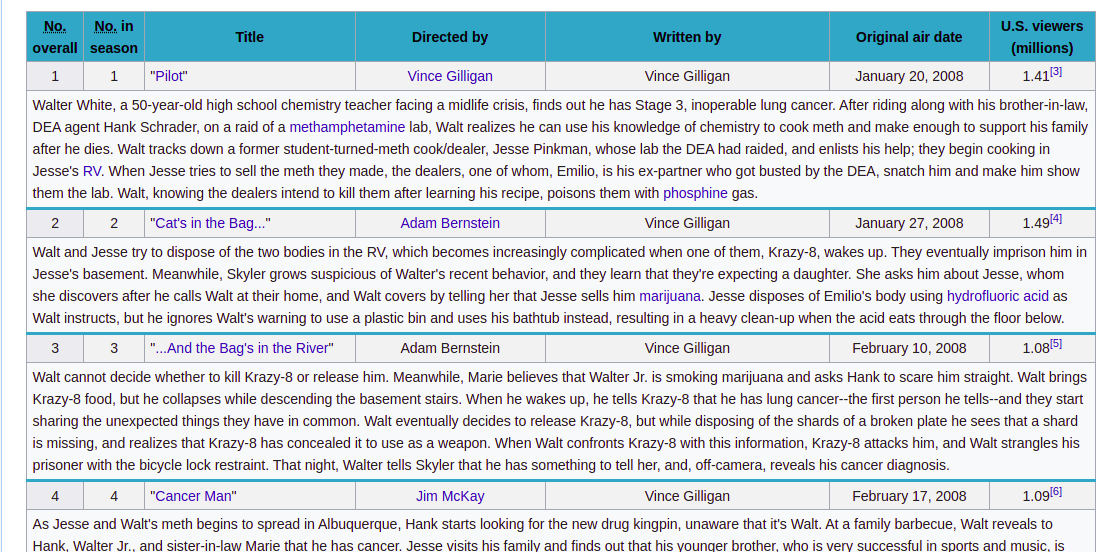 No. overall No. in season Title Directed by Written by Original air date U.S. viewers (millions)
1 1 "Pilot" Vince Gilligan Vince Gilligan January 20, 2008 1.41[3]
Walter White, a 50-year-old high school chemistry teacher facing a midlife crisis, finds out he has Stage 3, inoperable lung cancer. After riding along with his brother-in-law,
DEA agent Hank Schrader, on a raid of a methamphetamine lab, Walt realizes he can use his knowledge of chemistry to cook meth and make enough to support his family
after he dies. Walt tracks down a former student-turned-meth cook/dealer, Jesse Pinkman, whose lab the DEA had raided, and enlists his help; they begin cooking in
Jesse's RV. When Jesse tries to sell the meth they made, the dealers, one of whom, Emilio, is his ex-partner who got busted by the DEA, snatch him and make him show
them the lab. Walt, knowing the dealers intend to kill them after learning his recipe, poisons them with phosphine gas.
2 2 "Cat's in the Bag..." Adam Bernstein Vince Gilligan January 27, 2008 1.49[4]
Walt and Jesse try to dispose of the two bodies in the RV, which becomes increasingly complicated when one of them, Krazy-8, wakes up. They eventually imprison him in
Jesse's basement. Meanwhile, Skyler grows suspicious of Walter's recent behavior, and they learn that they're expecting a daughter. She asks him about Jesse, whom
she discovers after he calls Walt at their home, and Walt covers by telling her that Jesse sells him marijuana. Jesse disposes of Emilio's body using hydrofluoric acid as
Walt instructs, but he ignores Walt's warning to use a plastic bin and uses his bathtub instead, resulting in a heavy clean-up when the acid eats through the floor below.
3 3 "...And the Bag's in the River" Adam Bernstein Vince Gilligan February 10, 2008 1.08[5]
Walt cannot decide whether to kill Krazy-8 or release him. Meanwhile, Marie believes that Walter Jr. is smoking marijuana and asks Hank to scare him straight. Walt brings
Krazy-8 food, but he collapses while descending the basement stairs. When he wakes up, he tells Krazy-8 that he has lung cancer--the first person he tells--and they start
sharing the unexpected things they have in common. Walt eventually decides to release Krazy-8, but while disposing of the shards of a broken plate he sees that a shard
is missing, and realizes that Krazy-8 has concealed it to use as a weapon. When Walt confronts Krazy-8 with this information, Krazy-8 attacks him, and Walt strangles his
prisoner with the bicycle lock restraint. That night, Walter tells Skyler that he has something to tell her, and, off-camera, reveals his cancer diagnosis.
4 4 "Cancer Man" Jim McKay Vince Gilligan February 17, 2008 1.09[6]
As Jesse and Walt's meth begins to spread in Albuquerque, Hank starts looking for the new drug kingpin, unaware that it's Walt. At a family barbecue, Walt reveals to
Hank, Walter Jr., and sister-in-law Marie that he has cancer. Jesse visits his family and finds out that his younger brother, who is very successful in sports and music, is